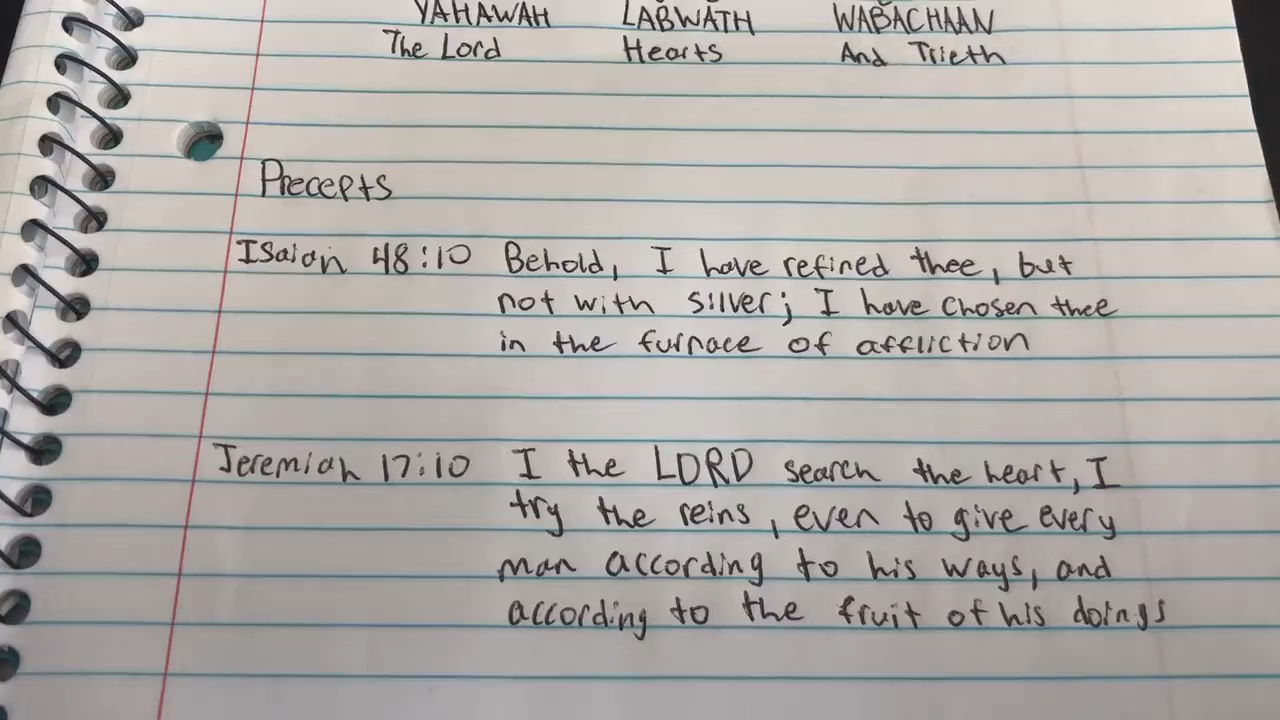 YAHAWAH LABWATH WABACHAAN
The Lord Hearts And Trieth
Precepts
ISaiah 48:10 Behold, I have refined thee, but
not with silver; I have chosen thee
in the furnace of affliction
Jeremiah 17:10 I the LORD search the heart, I
try the reins, even to give every
man according to his ways, and
according to the fruit of his doings